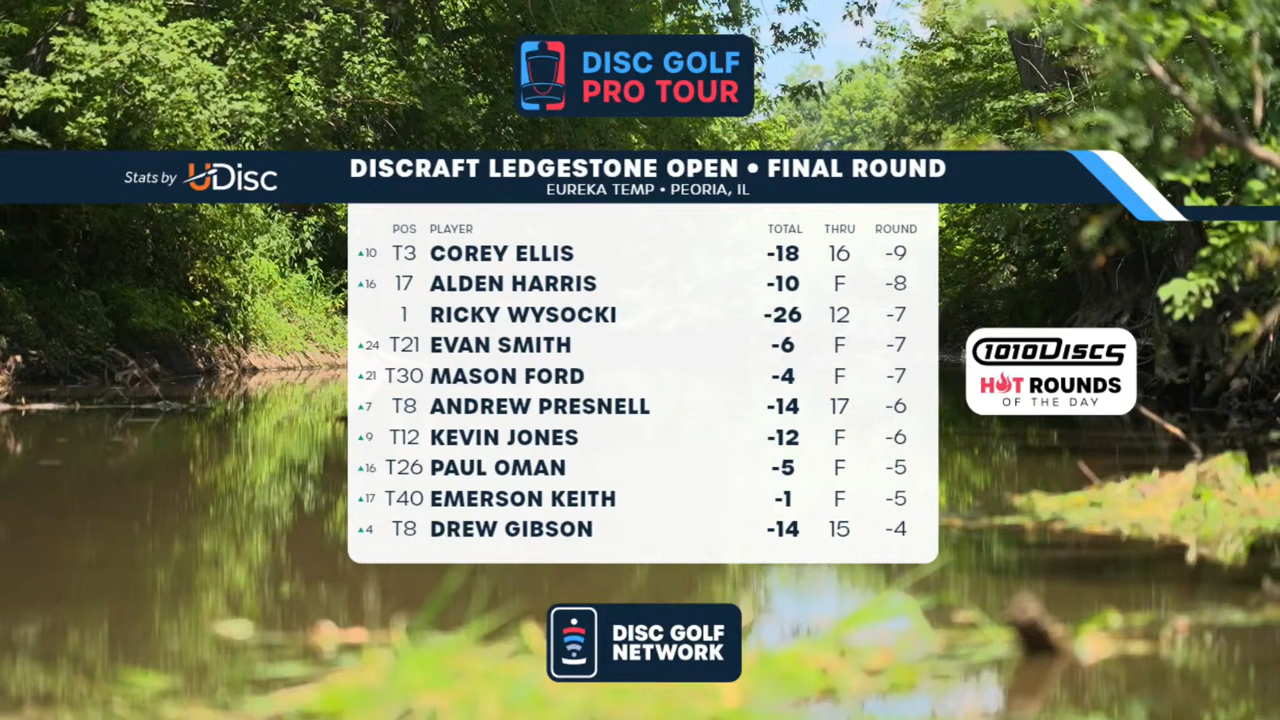 DISC GOLF
PRO TOUR
Stats by UDisc
DISCRAFT LEDGESTONE OPEN • FINAL ROUND
EUREKA TEMP • PEORIA, IL
POS PLAYER TOTAL THRU ROUND
▲10 T3 COREY ELLIS -18 16 -9
▲16 17 ALDEN HARRIS -10 F -8
1 RICKY WYSOCKI -26 12 -7
▲24 T21 EVAN SMITH -6 F -7
▲21 T30 MASON FORD -4 F -7
▲7 T8 ANDREW PRESNELL -14 17 -6
▲9 T12 KEVIN JONES -12 F -6
▲16 T26 PAUL OMAN -5 F -5
▲17 T40 EMERSON KEITH -1 F -5
▲4 T8 DREW GIBSON -14 15 -4
1010DISCS
HOT ROUNDS
OF THE DAY
DISC GOLF
NETWORK